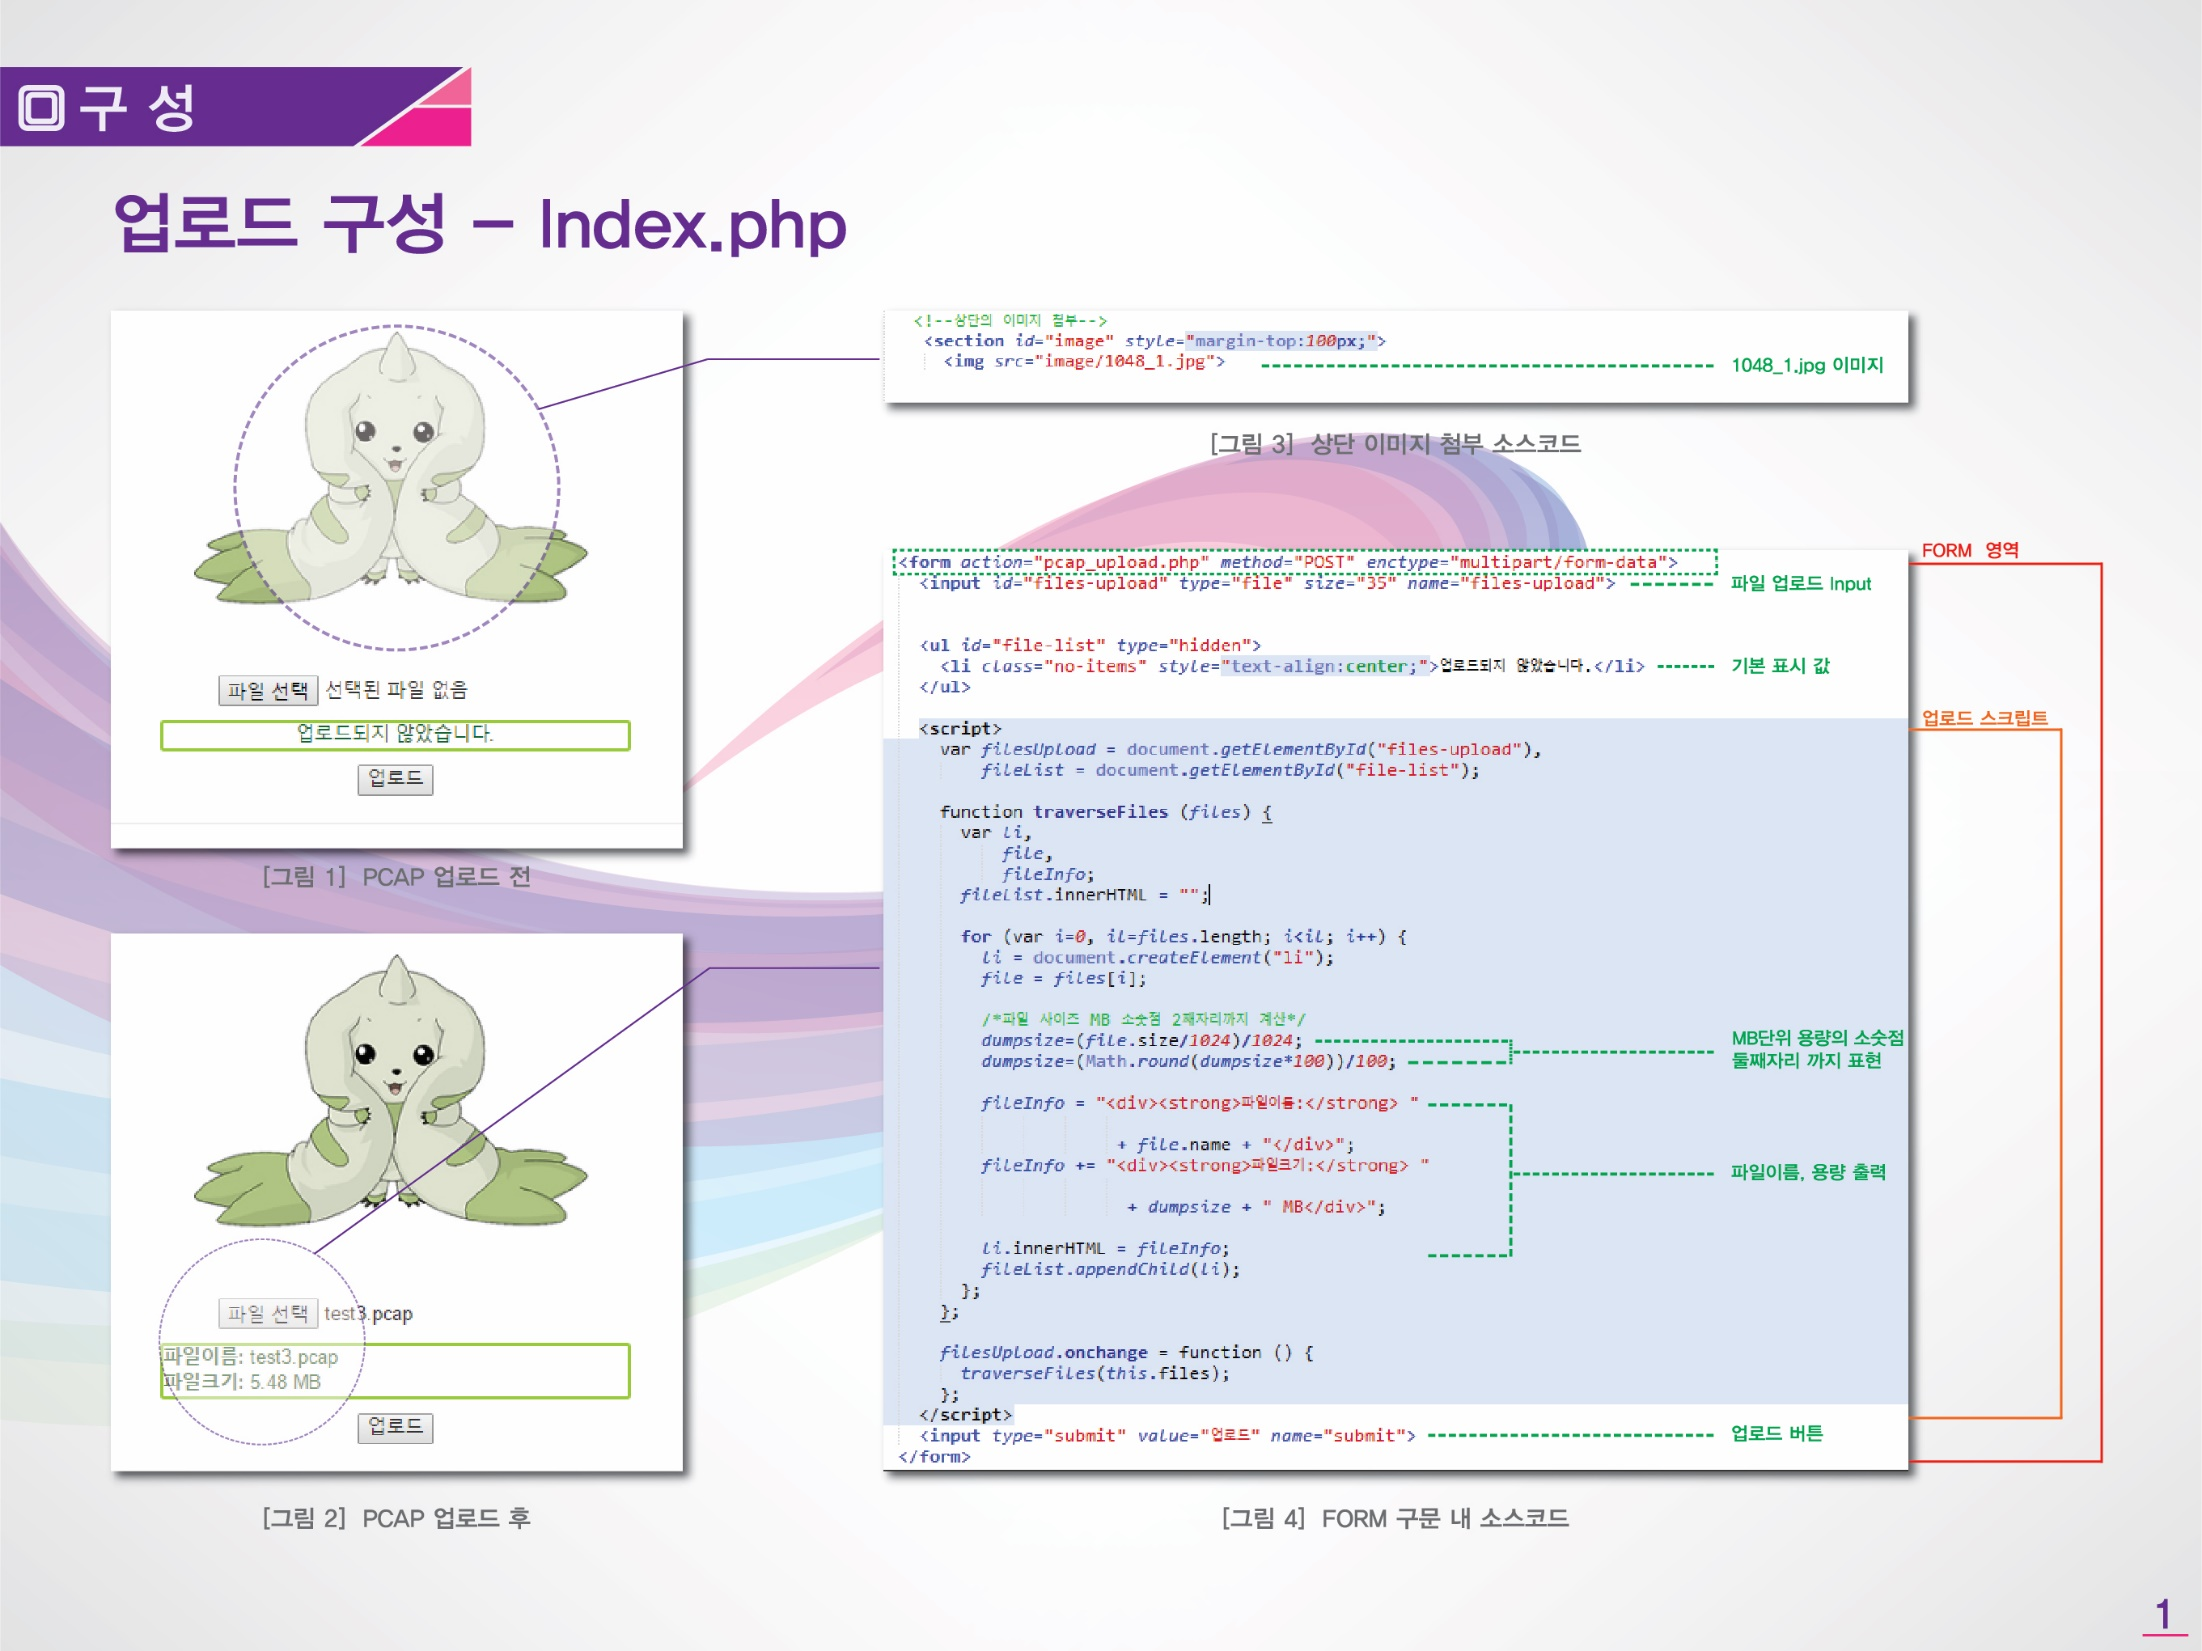 구 성
업로드 구성 - Index.php
파일 선택 선택된 파일 없음
업로드되지 않았습니다.
업로드
[그림 1] PCAP 업로드 전
파일 선택 test3.pcap
파일이름: test3.pcap
파일크기: 5.48 MB
업로드
[그림 2] PCAP 업로드 후
<!--상단의 이미지 첨부-->
<section id="image" style="margin-top:100px;">
<img src="image/1048_1.jpg">
1048_1.jpg 이미지
[그림 3] 상단 이미지 첨부 소스코드
FORM 영역
<form action="pcap_upload.php" method="POST" enctype="multipart/form-data">
<input id="files-upload" type="file" size="35" name="files-upload">
파일 업로드 Input
<ul id="file-list" type="hidden">
<li class="no-items" style="text-align:center;">업로드되지 않았습니다.</li>
기본 표시 값
</ul>
업로드 스크립트
<script>
var filesUpload = document.getElementById("files-upload"),
fileList = document.getElementById("file-list");
function traverseFiles (files) {
var li,
file,
fileInfo;
fileList.innerHTML = "";
for (var i=0, il=files.length; i<il; i++) {
li = document.createElement("li");
file = files[i];
/*파일 사이즈 MB 소숫점 2째자리까지 계산*/
dumpsize=(file.size/1024)/1024;
dumpsize=(Math.round(dumpsize*100))/100;
MB단위 용량의 소숫점
둘째자리 까지 표현
fileInfo = "<div><strong>파일이름:</strong> "
+ file.name + "</div>";
fileInfo += "<div><strong>파일크기:</strong> "
+ dumpsize + " MB</div>";
파일이름, 용량 출력
li.innerHTML = fileInfo;
fileList.appendChild(li);
};
};
filesUpload.onchange = function () {
traverseFiles(this.files);
};
</script>
<input type="submit" value="업로드" name="submit">
업로드 버튼
</form>
[그림 4] FORM 구문 내 소스코드
1